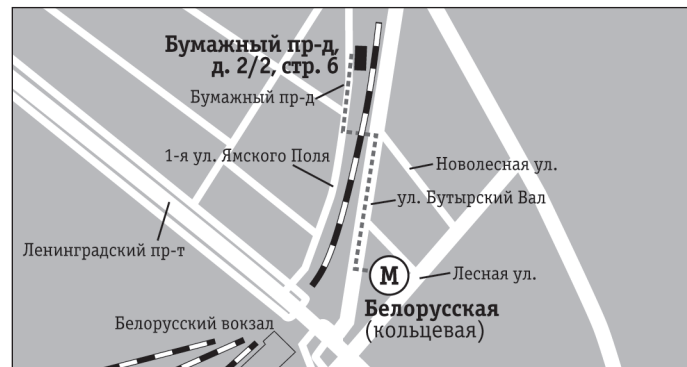 Бумажный пр-д,
д. 2/2, стр. 6
Бумажный пр-д
1-я ул. Ямского Поля
Новолесная ул.
ул. Бутырский Вал
Ленинградский пр-т
М
Лесная ул.
Белорусская
(кольцевая)
Белорусский вокзал